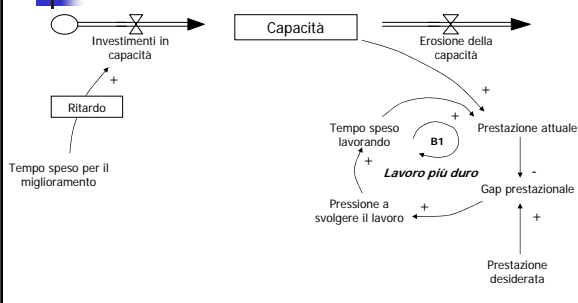 Capacità
Investimenti in
capacità
Erosione della
capacità
+
Ritardo
+
+
Tempo speso
lavorando
B1
Prestazione attuale
Tempo speso per il
miglioramento
+
Lavoro più duro
-
Gap prestazionale
Pressione a
svolgere il lavoro
+
+
Prestazione
desiderata